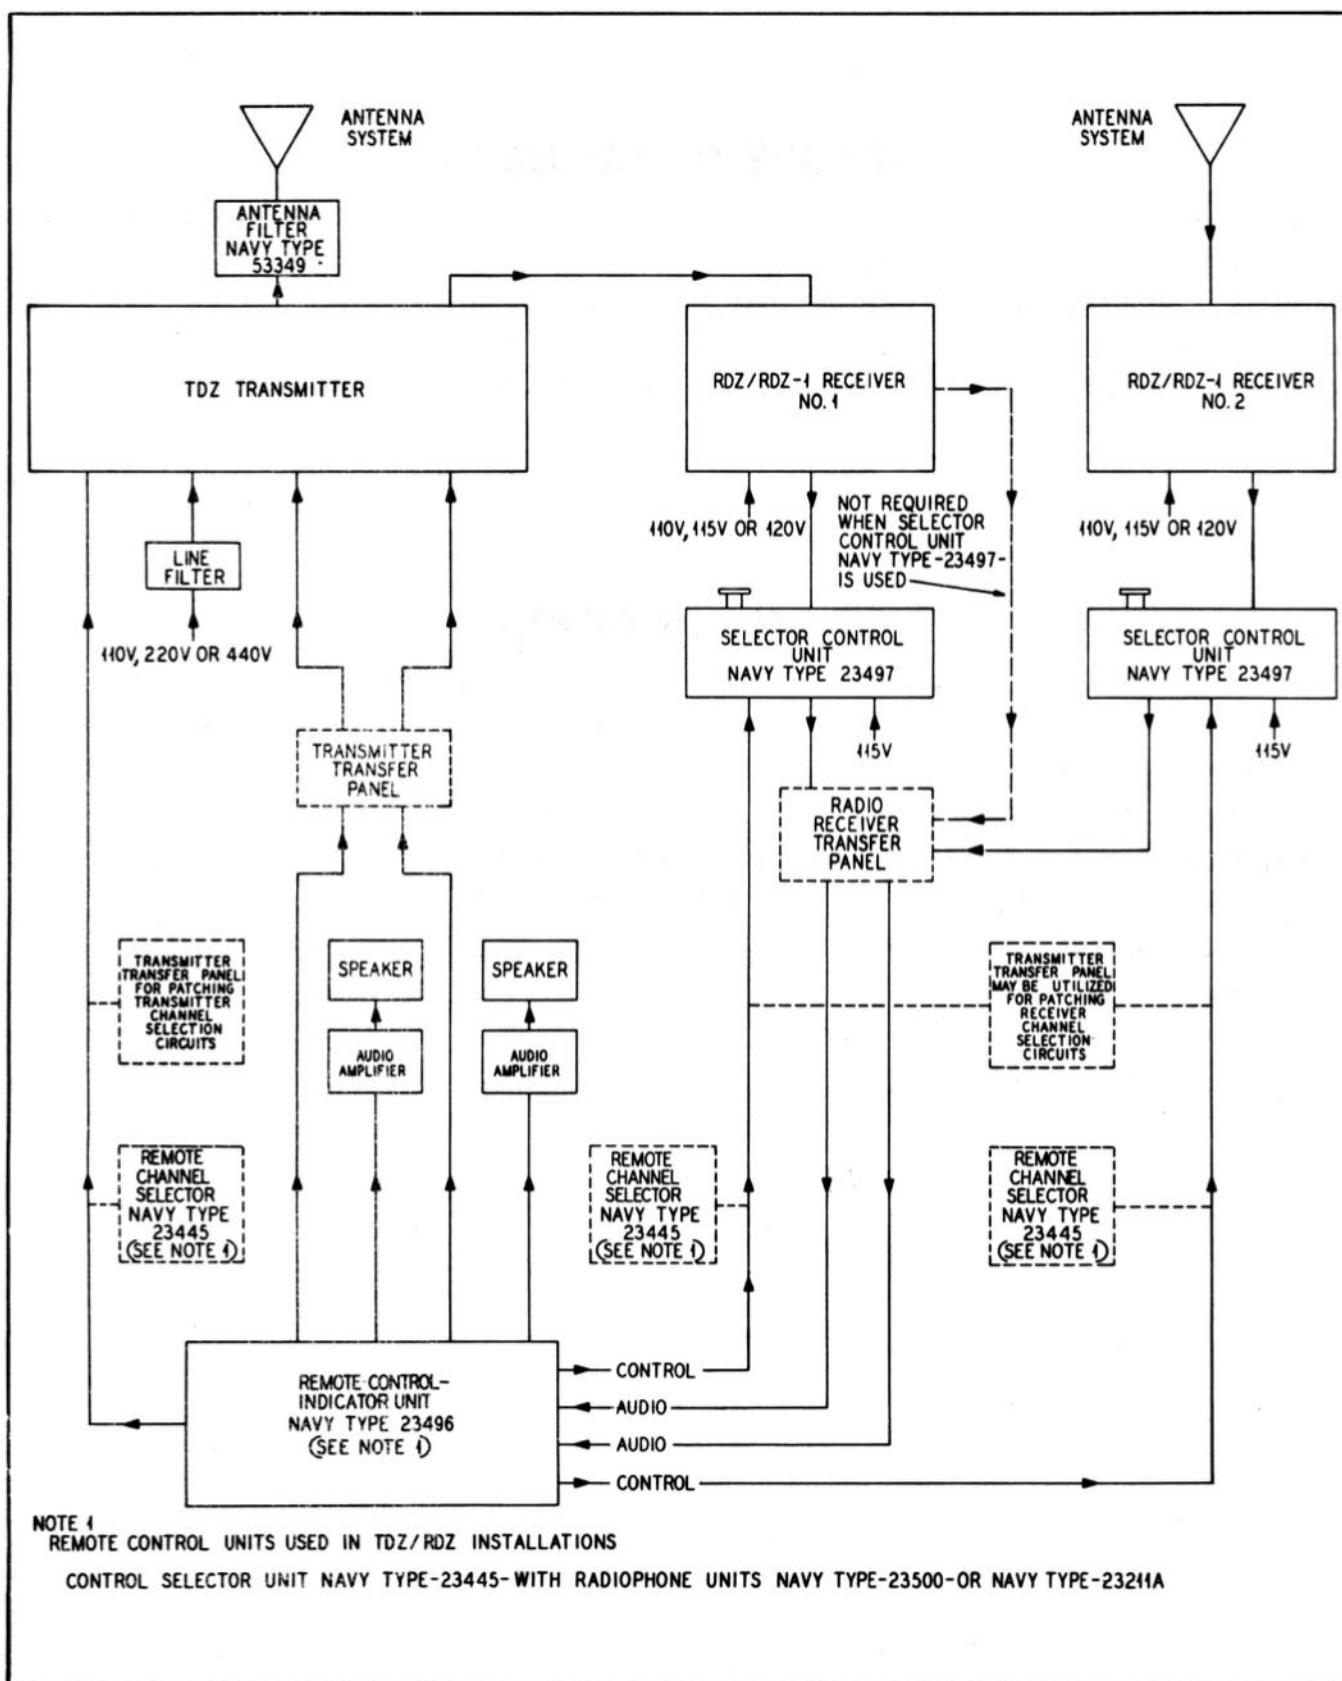 ANTENNA
SYSTEM
ANTENNA
SYSTEM
ANTENNA
FILTER
NAVY TYPE
53349
TDZ TRANSMITTER
RDZ/RDZ-1 RECEIVER
NO. 1
RDZ/RDZ-1 RECEIVER
NO. 2
LINE
FILTER
110V, 220V OR 440V
110V, 115V OR 120V
NOT REQUIRED
WHEN SELECTOR
CONTROL UNIT
NAVY TYPE-23497-
IS USED
110V, 115V OR 120V
SELECTOR CONTROL
UNIT
NAVY TYPE 23497
SELECTOR CONTROL
UNIT
NAVY TYPE 23497
115V
115V
TRANSMITTER
TRANSFER
PANEL
RADIO
RECEIVER
TRANSFER
PANEL
TRANSMITTER
TRANSFER PANEL
FOR PATCHING
TRANSMITTER
CHANNEL
SELECTION
CIRCUITS
SPEAKER
SPEAKER
AUDIO
AMPLIFIER
AUDIO
AMPLIFIER
TRANSMITTER
TRANSFER PANEL
MAY BE UTILIZED
FOR PATCHING
RECEIVER
CHANNEL
SELECTION
CIRCUITS
REMOTE
CHANNEL
SELECTOR
NAVY TYPE
23445
(SEE NOTE 1)
REMOTE
CHANNEL
SELECTOR
NAVY TYPE
23445
(SEE NOTE 1)
REMOTE
CHANNEL
SELECTOR
NAVY TYPE
23445
(SEE NOTE 1)
REMOTE CONTROL-
INDICATOR UNIT
NAVY TYPE 23496
(SEE NOTE 1)
CONTROL
AUDIO
AUDIO
CONTROL
NOTE 1
REMOTE CONTROL UNITS USED IN TDZ/RDZ INSTALLATIONS
CONTROL SELECTOR UNIT NAVY TYPE-23445-WITH RADIOPHONE UNITS NAVY TYPE-23500-OR NAVY TYPE-23211A